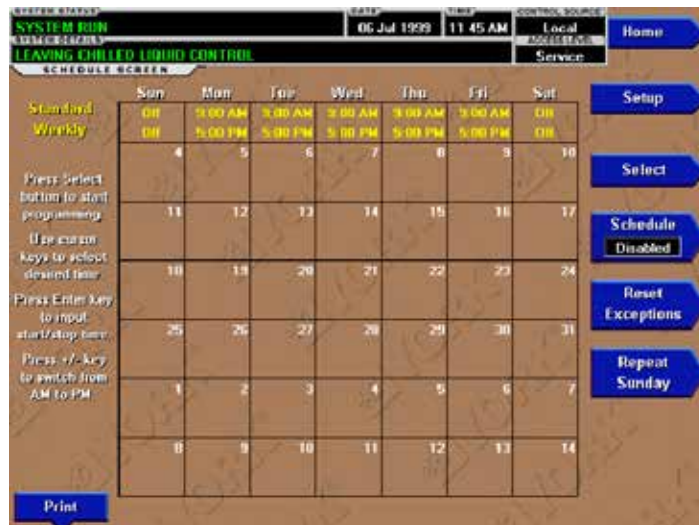 SYSTEM STATUS
SYSTEM RUN
DATE
06 Jul 1999
TIME
11 45 AM
CONTROL SOURCE
Local
Home
SYSTEM DETAILS
LEAVING CHILLED LIQUID CONTROL
ACCESS LEVEL
Service
SCHEDULE SCREEN
Sun Mon Tue Wed Thu Fri Sat
Setup
Standard
Weekly
Off 9:00 AM 9:00 AM 9:00 AM 9:00 AM 9:00 AM Off
Off 5:00 PM 5:00 PM 5:00 PM 5:00 PM 5:00 PM Off
4 5 6 7 8 9 10
Press Select
button to start
programming.
Select
11 12 13 14 15 16 17
Use cursor
keys to select
desired time.
Schedule
Disabled
18 19 20 21 22 23 24
Press Enter key
to input
start/stop time.
Reset
Exceptions
25 26 27 28 29 30 31
Press +/- key
to switch from
AM to PM.
Repeat
Sunday
1 2 3 4 5 6 7
8 9 10 11 12 13 14
Print